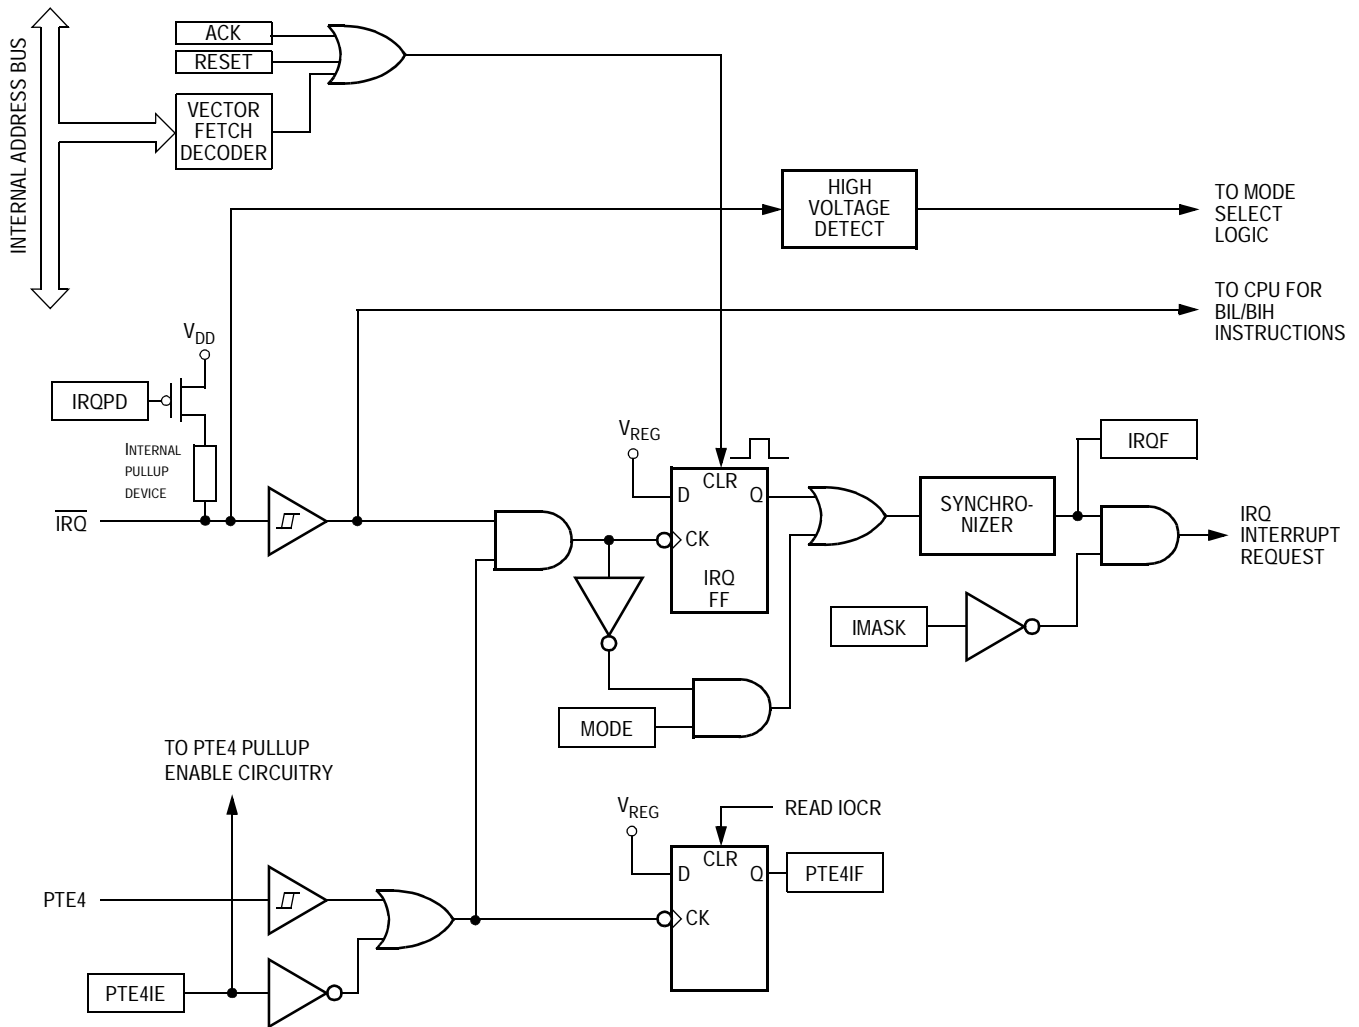 INTERNAL ADDRESS BUS
ACK
RESET
VECTOR
FETCH
DECODER
HIGH
VOLTAGE
DETECT
TO MODE
SELECT
LOGIC
TO CPU FOR
BIL/BIH
INSTRUCTIONS
VDD
IRQPD
INTERNAL
PULLUP
DEVICE
IRQ
VREG
CLR
D
Q
CK
IRQ
FF
SYNCHRO-
NIZER
IRQF
IRQ
INTERRUPT
REQUEST
IMASK
MODE
TO PTE4 PULLUP
ENABLE CIRCUITRY
VREG
READ IOCR
CLR
D
Q
PTE4IF
CK
PTE4
PTE4IE